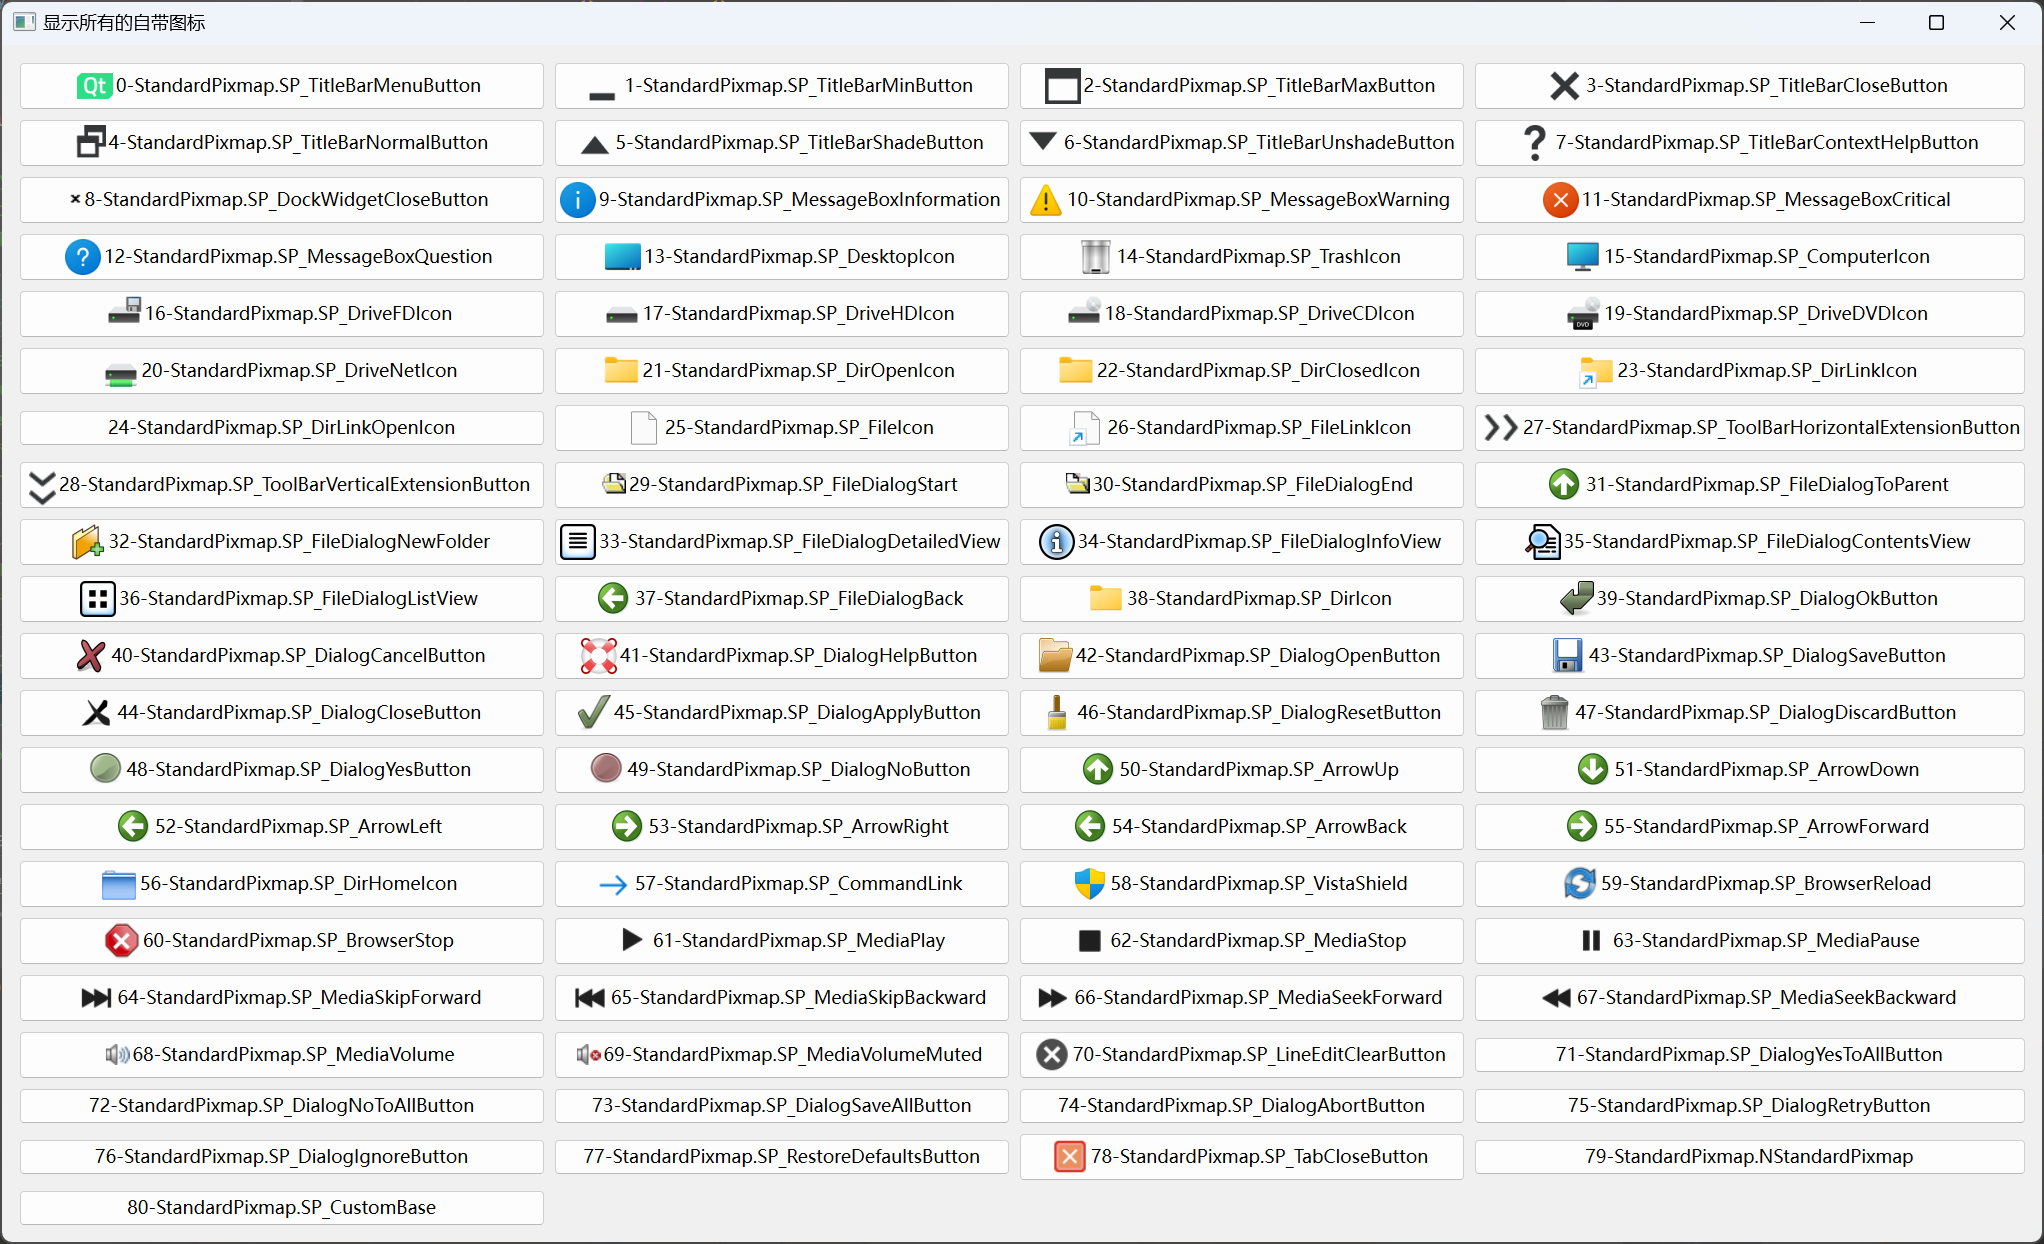 显示所有的自带图标
Qt 0-StandardPixmap.SP_TitleBarMenuButton
1-StandardPixmap.SP_TitleBarMinButton
2-StandardPixmap.SP_TitleBarMaxButton
3-StandardPixmap.SP_TitleBarCloseButton
4-StandardPixmap.SP_TitleBarNormalButton
5-StandardPixmap.SP_TitleBarShadeButton
6-StandardPixmap.SP_TitleBarUnshadeButton
7-StandardPixmap.SP_TitleBarContextHelpButton
8-StandardPixmap.SP_DockWidgetCloseButton
9-StandardPixmap.SP_MessageBoxInformation
10-StandardPixmap.SP_MessageBoxWarning
11-StandardPixmap.SP_MessageBoxCritical
12-StandardPixmap.SP_MessageBoxQuestion
13-StandardPixmap.SP_DesktopIcon
14-StandardPixmap.SP_TrashIcon
15-StandardPixmap.SP_ComputerIcon
16-StandardPixmap.SP_DriveFDIcon
17-StandardPixmap.SP_DriveHDIcon
18-StandardPixmap.SP_DriveCDIcon
DVD 19-StandardPixmap.SP_DriveDVDIcon
20-StandardPixmap.SP_DriveNetIcon
21-StandardPixmap.SP_DirOpenIcon
22-StandardPixmap.SP_DirClosedIcon
23-StandardPixmap.SP_DirLinkIcon
24-StandardPixmap.SP_DirLinkOpenIcon
25-StandardPixmap.SP_FileIcon
26-StandardPixmap.SP_FileLinkIcon
27-StandardPixmap.SP_ToolBarHorizontalExtensionButton
28-StandardPixmap.SP_ToolBarVerticalExtensionButton
29-StandardPixmap.SP_FileDialogStart
30-StandardPixmap.SP_FileDialogEnd
31-StandardPixmap.SP_FileDialogToParent
32-StandardPixmap.SP_FileDialogNewFolder
33-StandardPixmap.SP_FileDialogDetailedView
34-StandardPixmap.SP_FileDialogInfoView
35-StandardPixmap.SP_FileDialogContentsView
36-StandardPixmap.SP_FileDialogListView
37-StandardPixmap.SP_FileDialogBack
38-StandardPixmap.SP_DirIcon
39-StandardPixmap.SP_DialogOkButton
40-StandardPixmap.SP_DialogCancelButton
41-StandardPixmap.SP_DialogHelpButton
42-StandardPixmap.SP_DialogOpenButton
43-StandardPixmap.SP_DialogSaveButton
44-StandardPixmap.SP_DialogCloseButton
45-StandardPixmap.SP_DialogApplyButton
46-StandardPixmap.SP_DialogResetButton
47-StandardPixmap.SP_DialogDiscardButton
48-StandardPixmap.SP_DialogYesButton
49-StandardPixmap.SP_DialogNoButton
50-StandardPixmap.SP_ArrowUp
51-StandardPixmap.SP_ArrowDown
52-StandardPixmap.SP_ArrowLeft
53-StandardPixmap.SP_ArrowRight
54-StandardPixmap.SP_ArrowBack
55-StandardPixmap.SP_ArrowForward
56-StandardPixmap.SP_DirHomeIcon
57-StandardPixmap.SP_CommandLink
58-StandardPixmap.SP_VistaShield
59-StandardPixmap.SP_BrowserReload
60-StandardPixmap.SP_BrowserStop
61-StandardPixmap.SP_MediaPlay
62-StandardPixmap.SP_MediaStop
63-StandardPixmap.SP_MediaPause
64-StandardPixmap.SP_MediaSkipForward
65-StandardPixmap.SP_MediaSkipBackward
66-StandardPixmap.SP_MediaSeekForward
67-StandardPixmap.SP_MediaSeekBackward
68-StandardPixmap.SP_MediaVolume
69-StandardPixmap.SP_MediaVolumeMuted
70-StandardPixmap.SP_LineEditClearButton
71-StandardPixmap.SP_DialogYesToAllButton
72-StandardPixmap.SP_DialogNoToAllButton
73-StandardPixmap.SP_DialogSaveAllButton
74-StandardPixmap.SP_DialogAbortButton
75-StandardPixmap.SP_DialogRetryButton
76-StandardPixmap.SP_DialogIgnoreButton
77-StandardPixmap.SP_RestoreDefaultsButton
78-StandardPixmap.SP_TabCloseButton
79-StandardPixmap.NStandardPixmap
80-StandardPixmap.SP_CustomBase